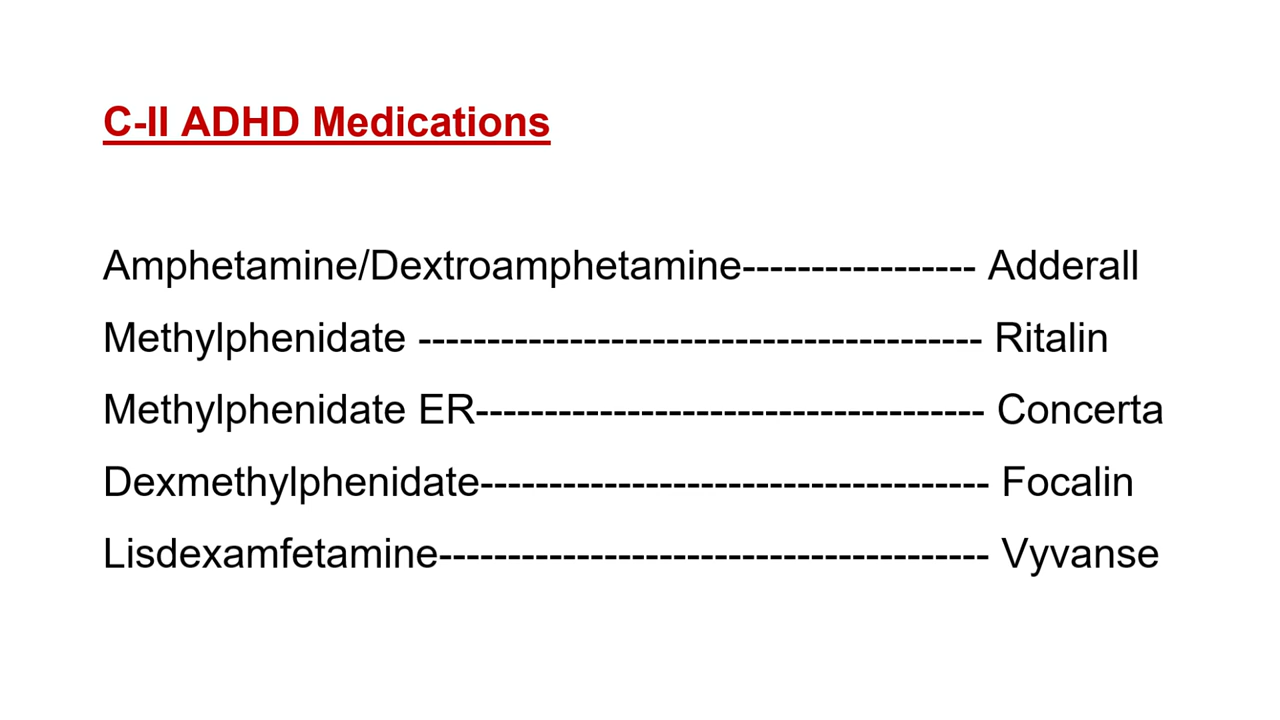 C-II ADHD Medications
Amphetamine/Dextroamphetamine----------------- Adderall
Methylphenidate ----------------------------------------- Ritalin
Methylphenidate ER------------------------------------- Concerta
Dexmethylphenidate------------------------------------- Focalin
Lisdexamfetamine---------------------------------------- Vyvanse